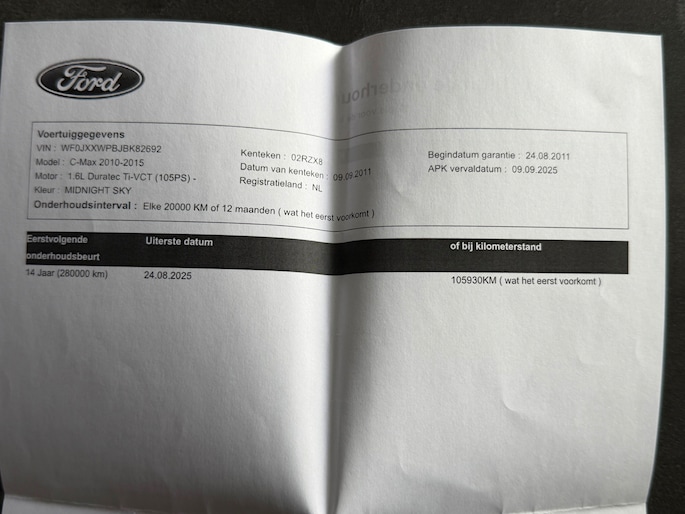 Ford
Voertuiggegevens
VIN : WF0JXXWPBJBK82692
Model : C-Max 2010-2015
Motor : 1.6L Duratec Ti-VCT (105PS) -
Kleur : MIDNIGHT SKY
Kenteken : 02RZX8
Datum van kenteken : 09.09.2011
Registratieland : NL
Begindatum garantie : 24.08.2011
APK vervaldatum : 09.09.2025
Onderhoudsinterval : Elke 20000 KM of 12 maanden ( wat het eerst voorkomt )
Eerstvolgende onderhoudsbeurt
Uiterste datum
of bij kilometerstand
14 Jaar (280000 km)
24.08.2025
105930KM ( wat het eerst voorkomt )